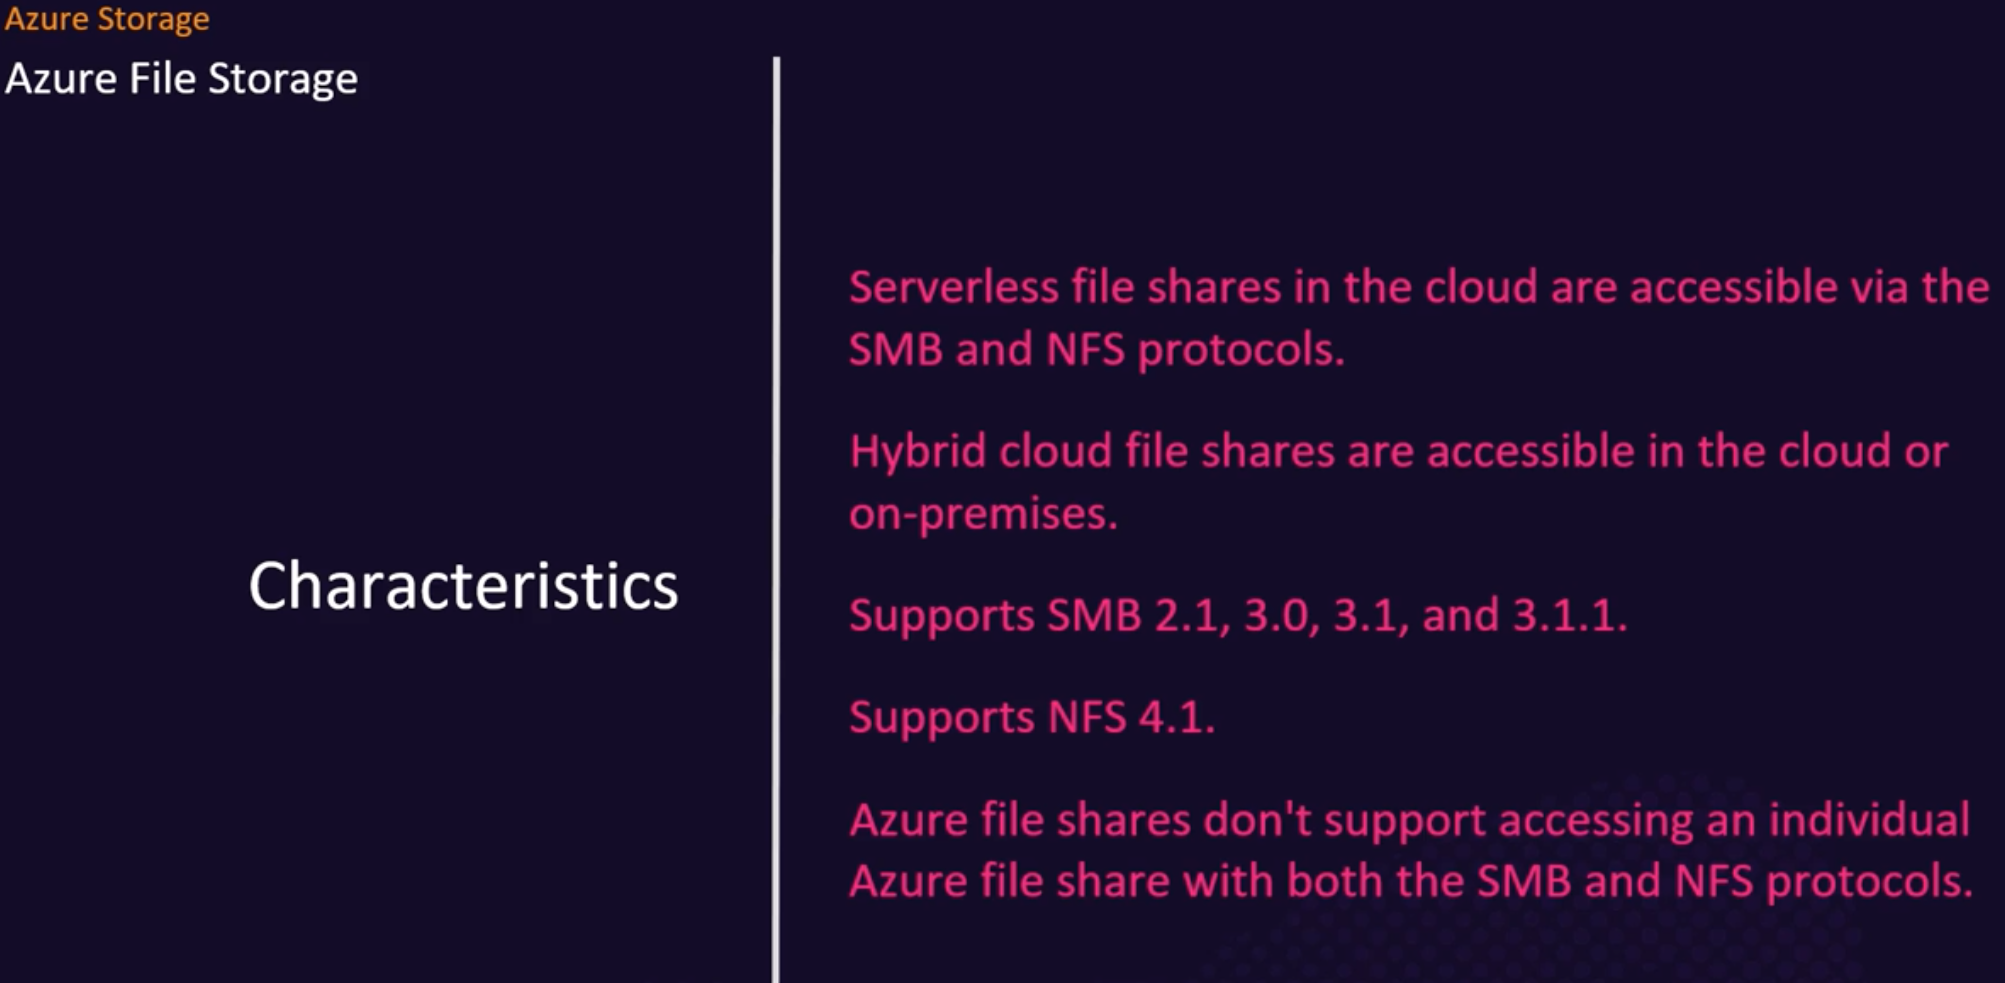 Azure Storage
Azure File Storage
Characteristics
Serverless file shares in the cloud are accessible via the
SMB and NFS protocols.
Hybrid cloud file shares are accessible in the cloud or
on-premises.
Supports SMB 2.1, 3.0, 3.1, and 3.1.1.
Supports NFS 4.1.
Azure file shares don't support accessing an individual
Azure file share with both the SMB and NFS protocols.